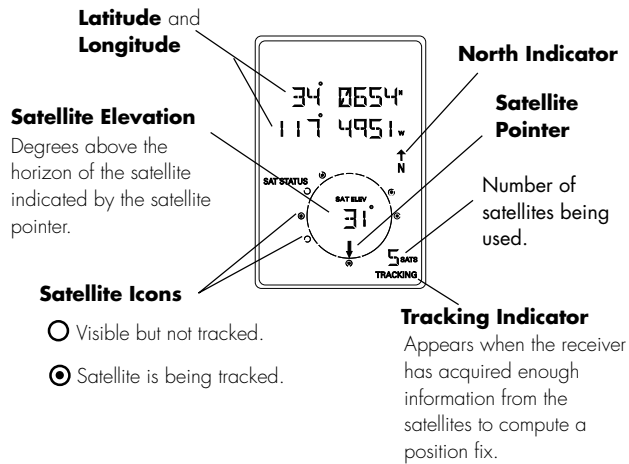 Latitude and
Longitude
North Indicator
Satellite Elevation
Degrees above the
horizon of the satellite
indicated by the satellite
pointer.
Satellite
Pointer
34° 0654 N
117° 4951 W
N
SAT STATUS
SAT ELEV
31°
5 SATS
TRACKING
Number of
satellites being
used.
Satellite Icons
Visible but not tracked.
Satellite is being tracked.
Tracking Indicator
Appears when the receiver
has acquired enough
information from the
satellites to compute a
position fix.